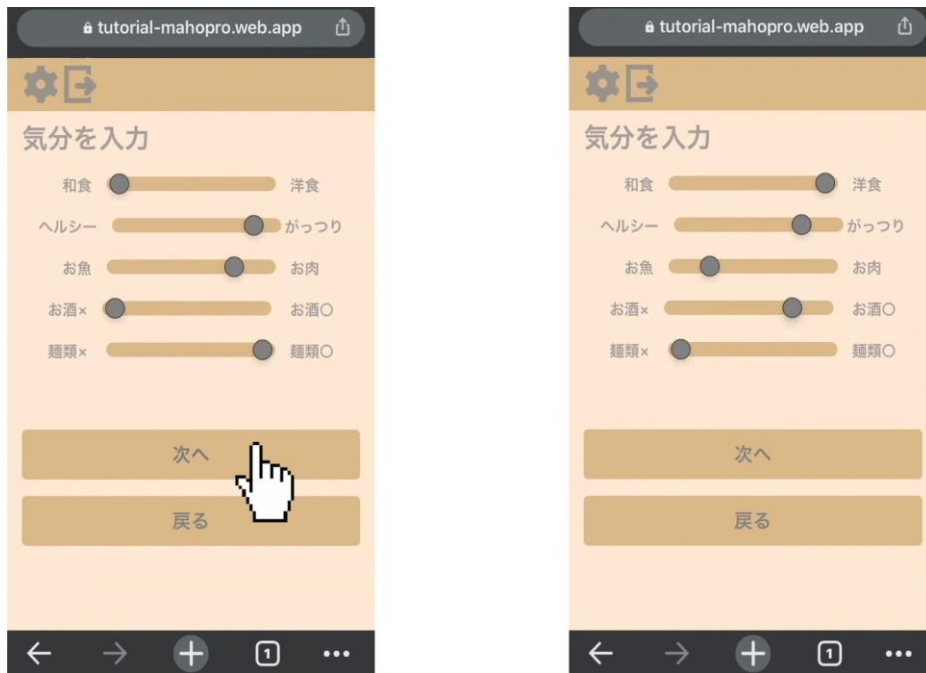 tutorial-mahopro.web.app
気分を入力
和食 洋食
ヘルシー がっつり
お魚 お肉
お酒× お酒○
麺類× 麺類○
次へ
戻る
1
tutorial-mahopro.web.app
気分を入力
和食 洋食
ヘルシー がっつり
お魚 お肉
お酒× お酒○
麺類× 麺類○
次へ
戻る
1